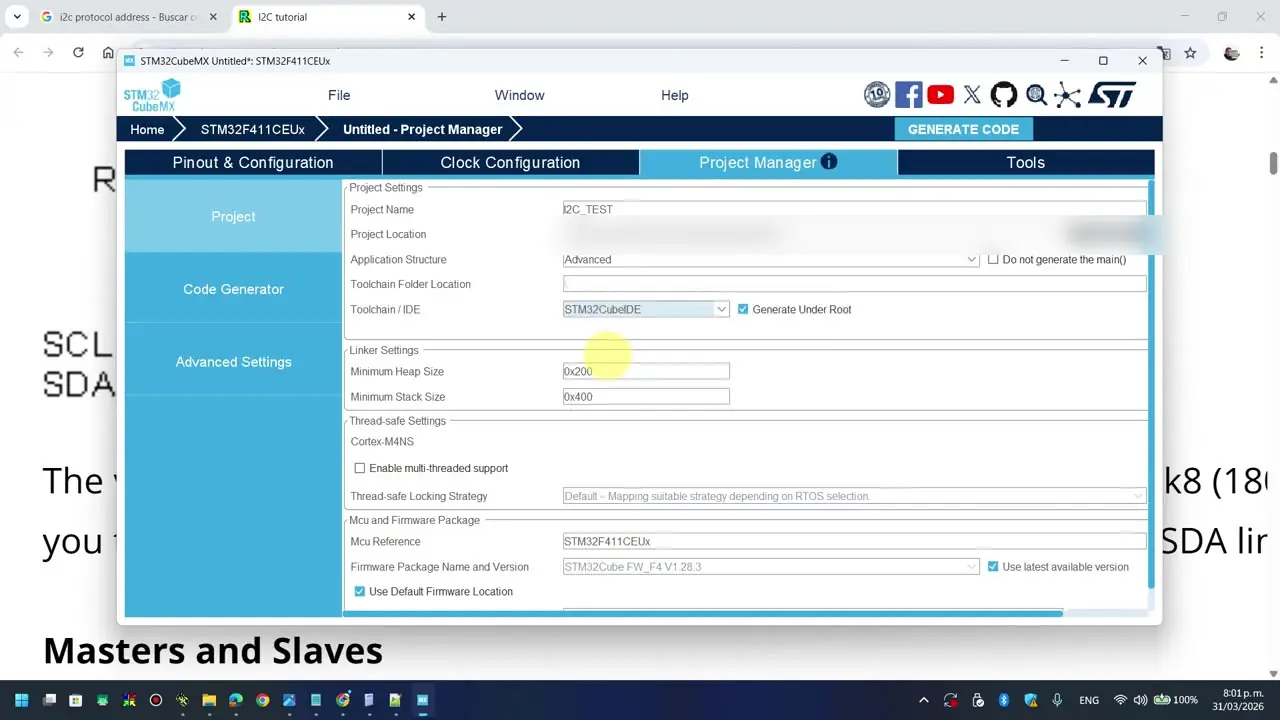 i2c protocol address - Buscar c
I2C tutorial
STM32CubeMX Untitled*: STM32F411CEUx
STM32
CubeMX
File
Window
Help
Home
STM32F411CEUx
Untitled - Project Manager
GENERATE CODE
Pinout & Configuration
Clock Configuration
Project Manager
Tools
Project
Code Generator
Advanced Settings
Project Settings
Project Name
I2C_TEST
Project Location
Application Structure
Advanced
Do not generate the main()
Toolchain Folder Location
Toolchain / IDE
STM32CubeIDE
Generate Under Root
Linker Settings
Minimum Heap Size
0x200
Minimum Stack Size
0x400
Thread-safe Settings
Cortex-M4NS
Enable multi-threaded support
Thread-safe Locking Strategy
Default – Mapping suitable strategy depending on RTOS selection.
Mcu and Firmware Package
Mcu Reference
STM32F411CEUx
Firmware Package Name and Version
STM32Cube FW_F4 V1.28.3
Use latest available version
Use Default Firmware Location
R
SCL
SDA
The
k8 (180
you
SDA lin
Masters and Slaves
ENG
100%
8:01 p. m.
31/03/2026